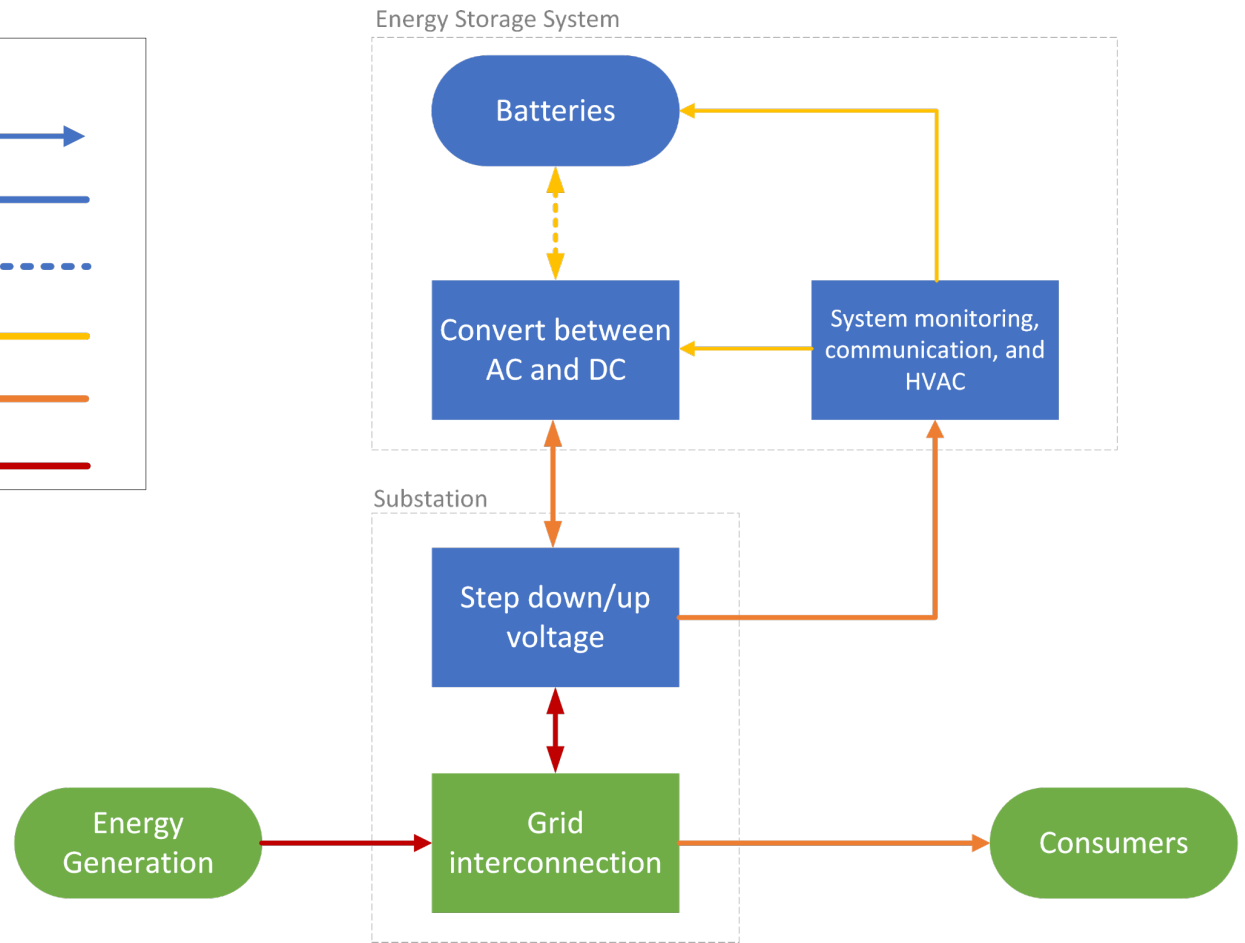 Energy Storage System
Batteries
Convert between
AC and DC
System monitoring,
communication, and
HVAC
Substation
Step down/up
voltage
Energy
Generation
Grid
interconnection
Consumers